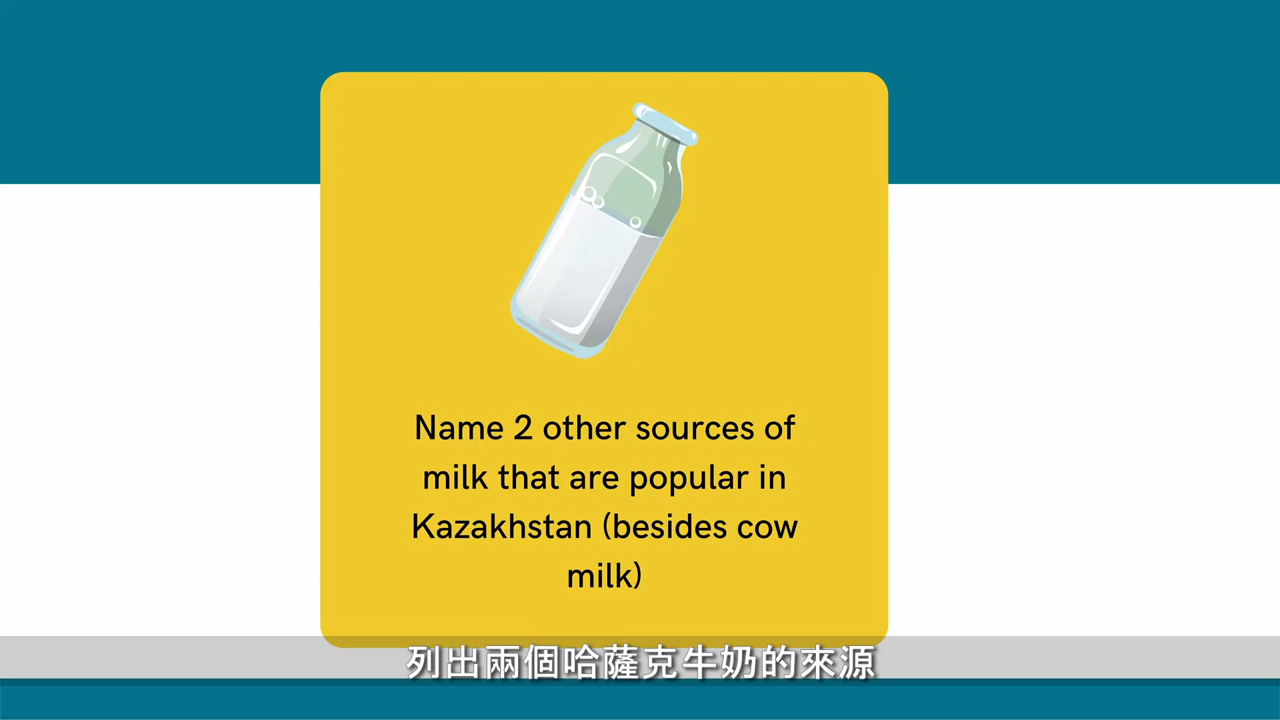 Name 2 other sources of
milk that are popular in
Kazakhstan (besides cow
milk)
列出兩個哈薩克牛奶的來源